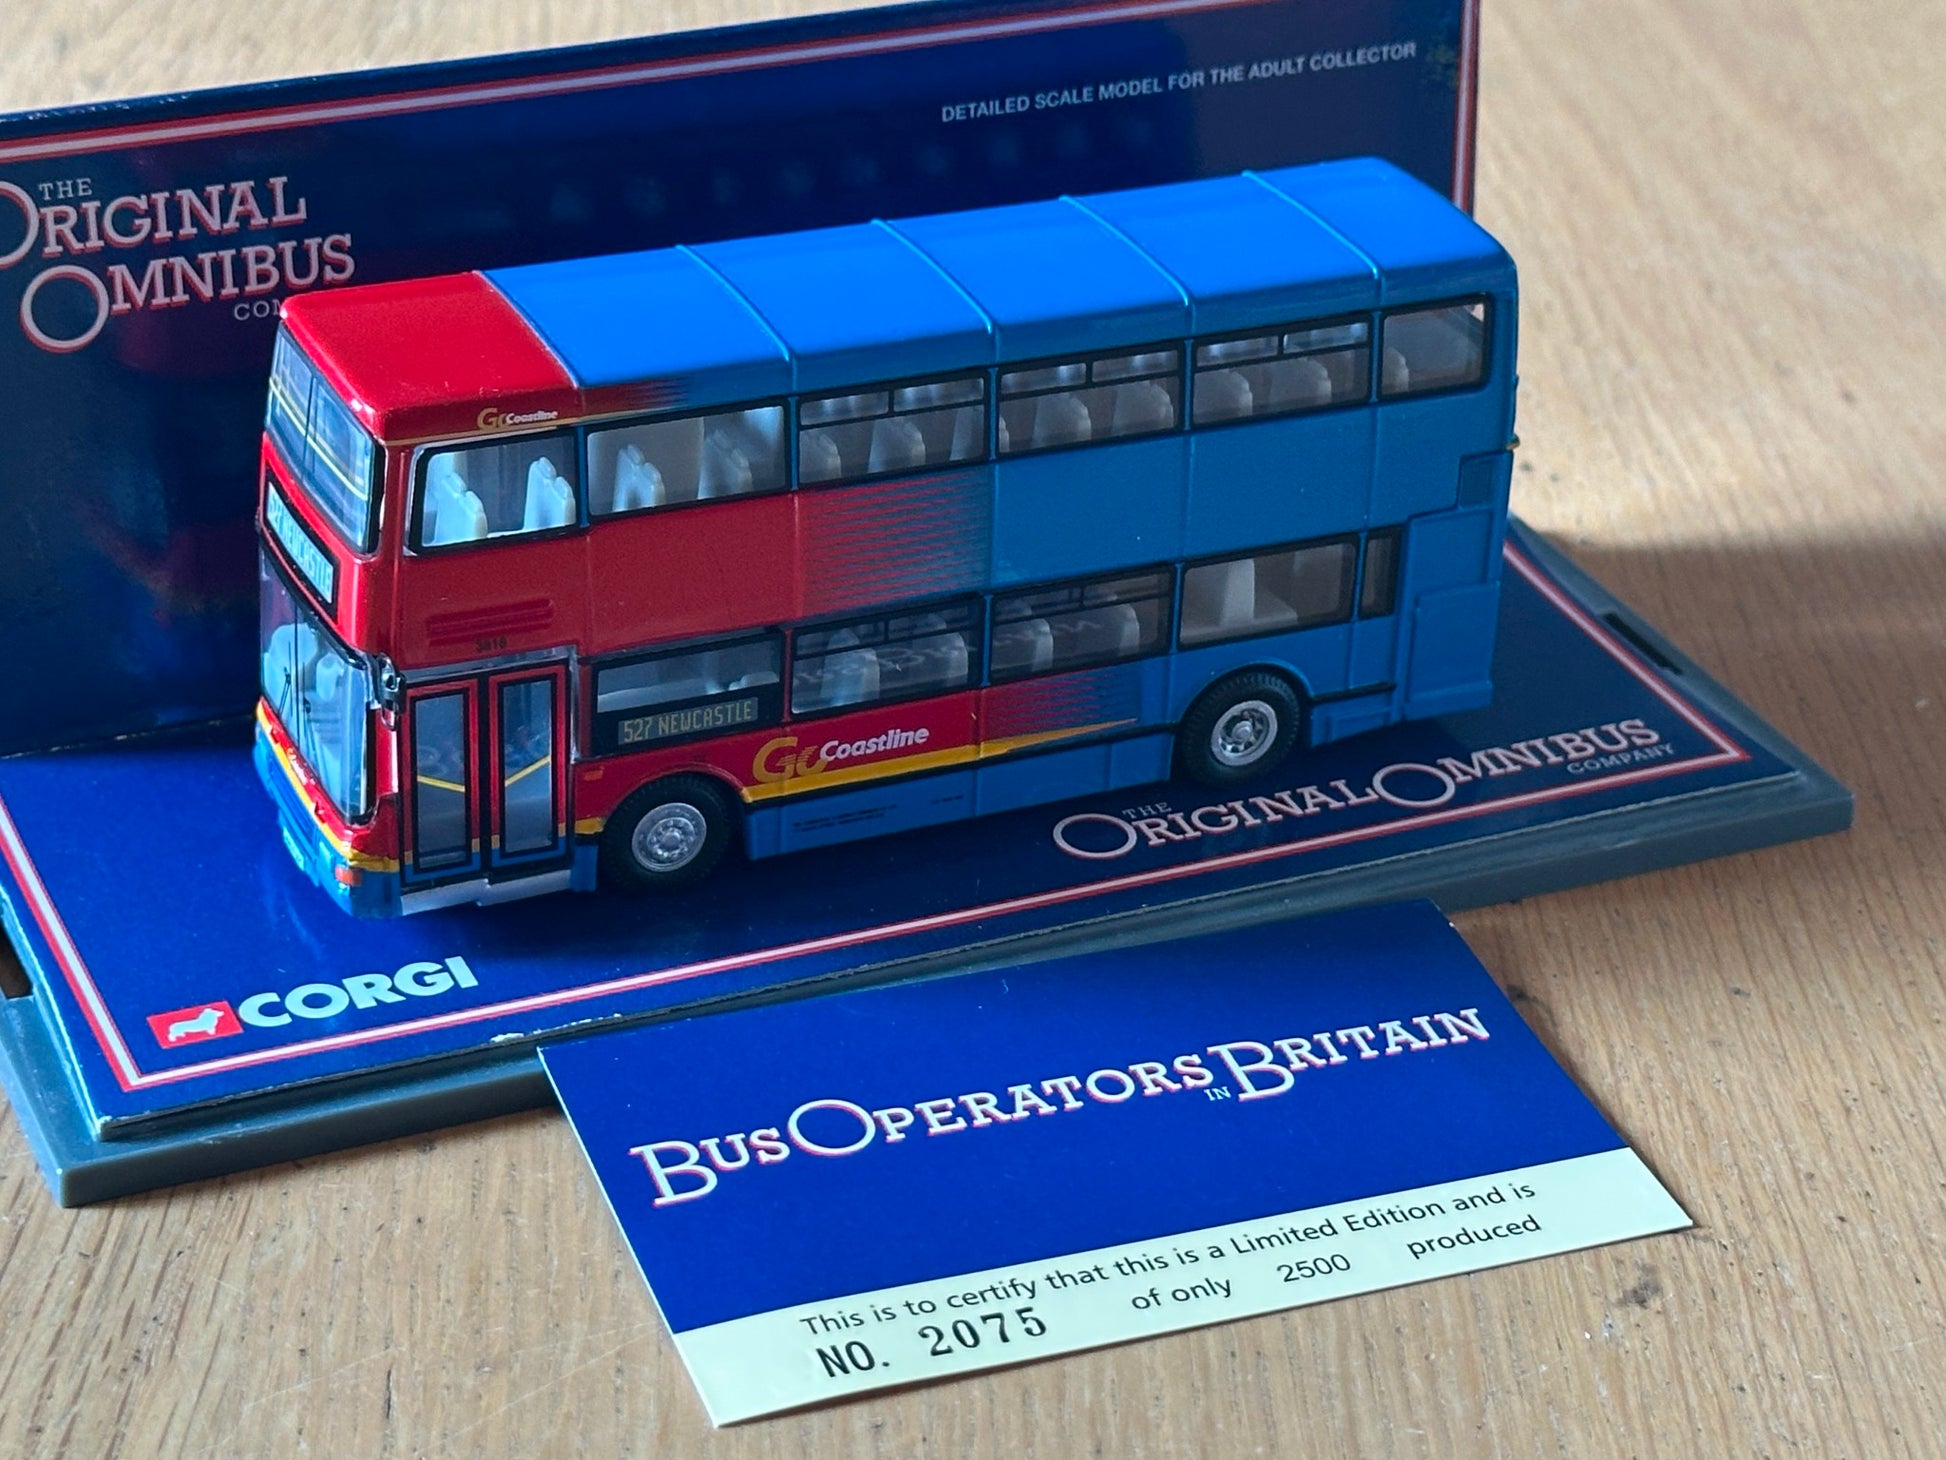 DETAILED SCALE MODEL FOR THE ADULT COLLECTOR
THE
ORIGINAL
OMNIBUS
Go Coastline
NEWCASTLE
3816
527 NEWCASTLE
Go Coastline
THE
ORIGINAL OMNIBUS
COMPANY
CORGI
BUS OPERATORS IN BRITAIN
This is to certify that this is a Limited Edition and is
NO. 2075 of only 2500 produced